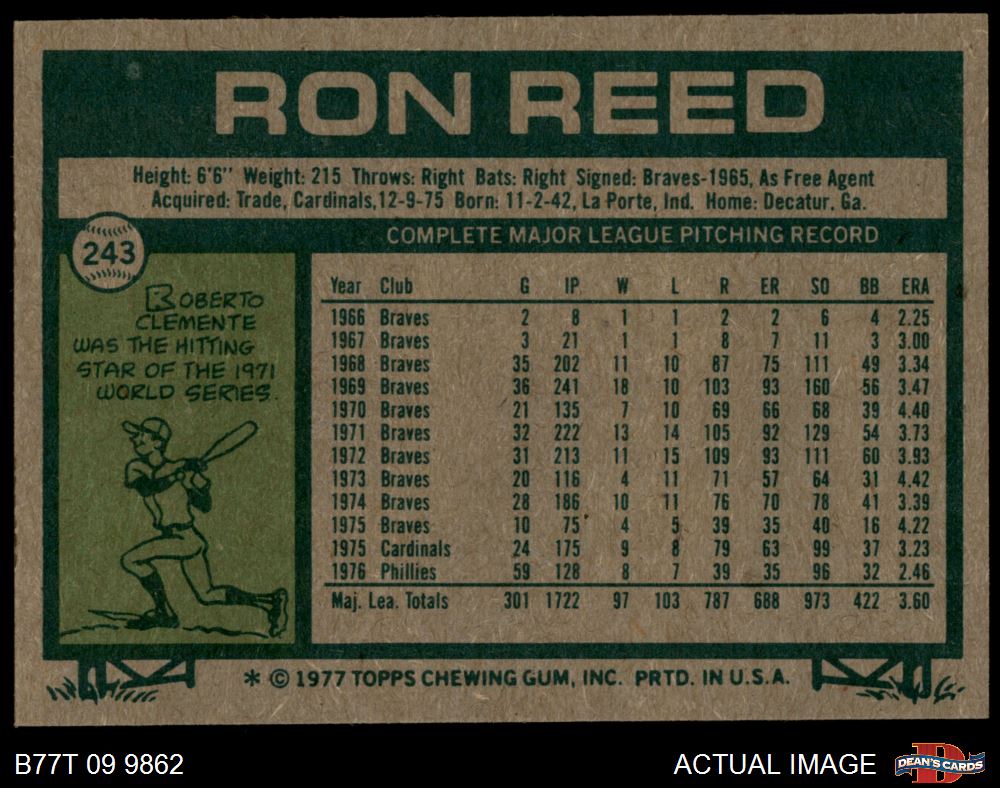 RON REED
Height: 6'6" Weight: 215 Throws: Right Bats: Right Signed: Braves-1965, As Free Agent
Acquired: Trade, Cardinals,12-9-75 Born: 11-2-42, La Porte, Ind. Home: Decatur, Ga.
243
COMPLETE MAJOR LEAGUE PITCHING RECORD
ROBERTO
CLEMENTE
WAS THE HITTING
STAR OF THE 1971
WORLD SERIES.
Year Club G IP W L R ER SO BB ERA
1966 Braves 2 8 1 1 2 2 6 4 2.25
1967 Braves 3 21 1 1 8 7 11 3 3.00
1968 Braves 35 202 11 10 87 75 111 49 3.34
1969 Braves 36 241 18 10 103 93 160 56 3.47
1970 Braves 21 135 7 10 69 66 68 39 4.40
1971 Braves 32 222 13 14 105 92 129 54 3.73
1972 Braves 31 213 11 15 109 93 111 60 3.93
1973 Braves 20 116 4 11 71 57 64 31 4.42
1974 Braves 28 186 10 11 76 70 78 41 3.39
1975 Braves 10 75 4 5 39 35 40 16 4.22
1975 Cardinals 24 175 9 8 79 63 99 37 3.23
1976 Phillies 59 128 8 7 39 35 96 32 2.46
Maj. Lea. Totals 301 1722 97 103 787 688 973 422 3.60
* © 1977 TOPPS CHEWING GUM, INC. PRTD. IN U.S.A.
B77T 09 9862
ACTUAL IMAGE
DEAN'S CARDS